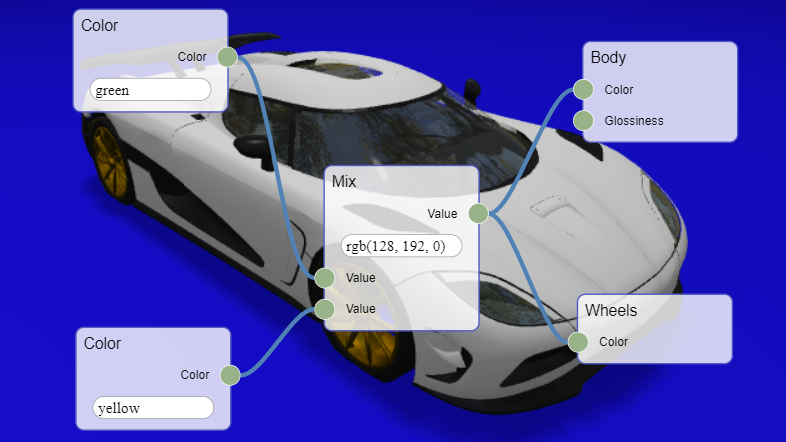 Color
Color
green
Body
Color
Glossiness
Mix
Value
rgb(128, 192, 0)
Value
Value
Wheels
Color
Color
Color
yellow